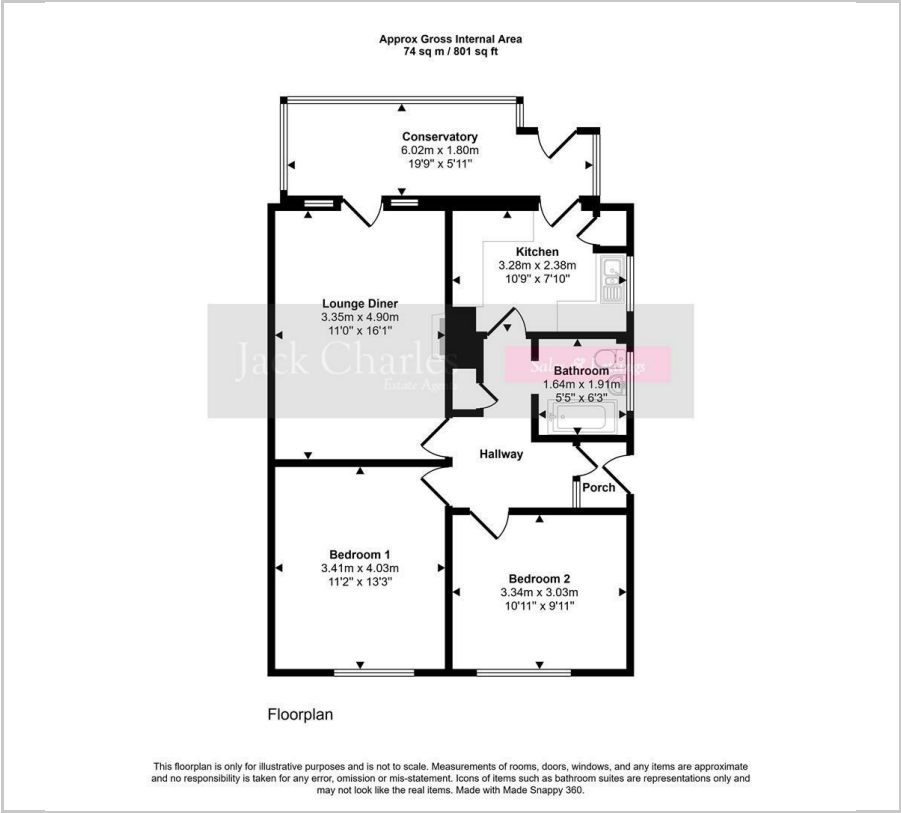 Approx Gross Internal Area
74 sq m / 801 sq ft
Conservatory
6.02m x 1.80m
19'9" x 5'11"
Kitchen
3.28m x 2.38m
10'9" x 7'10"
Lounge Diner
3.35m x 4.90m
11'0" x 16'1"
Jack Charles
Estate Agents
Sales & Lettings
Bathroom
1.64m x 1.91m
5'5" x 6'3"
Hallway
Porch
Bedroom 1
3.41m x 4.03m
11'2" x 13'3"
Bedroom 2
3.34m x 3.03m
10'11" x 9'11"
Floorplan
This floorplan is only for illustrative purposes and is not to scale. Measurements of rooms, doors, windows, and any items are approximate
and no responsibility is taken for any error, omission or mis-statement. Icons of items such as bathroom suites are representations only and
may not look like the real items. Made with Made Snappy 360.